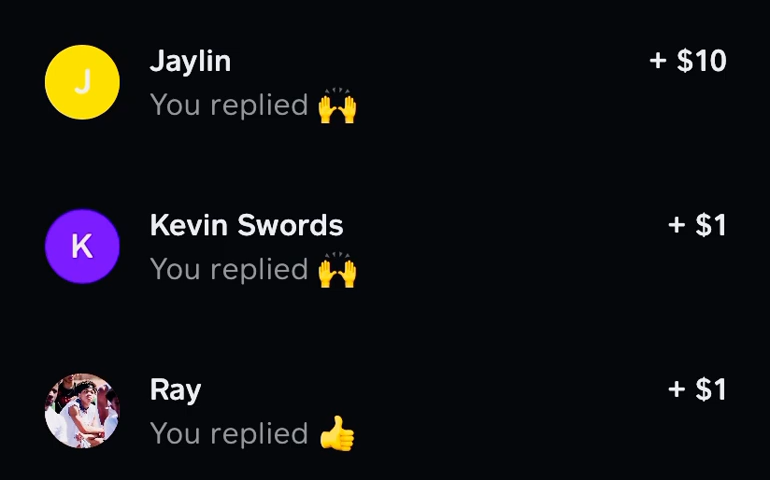 J
Jaylin
+ $10
You replied 🙌
K
Kevin Swords
+ $1
You replied 🙌
Ray
+ $1
You replied 👍